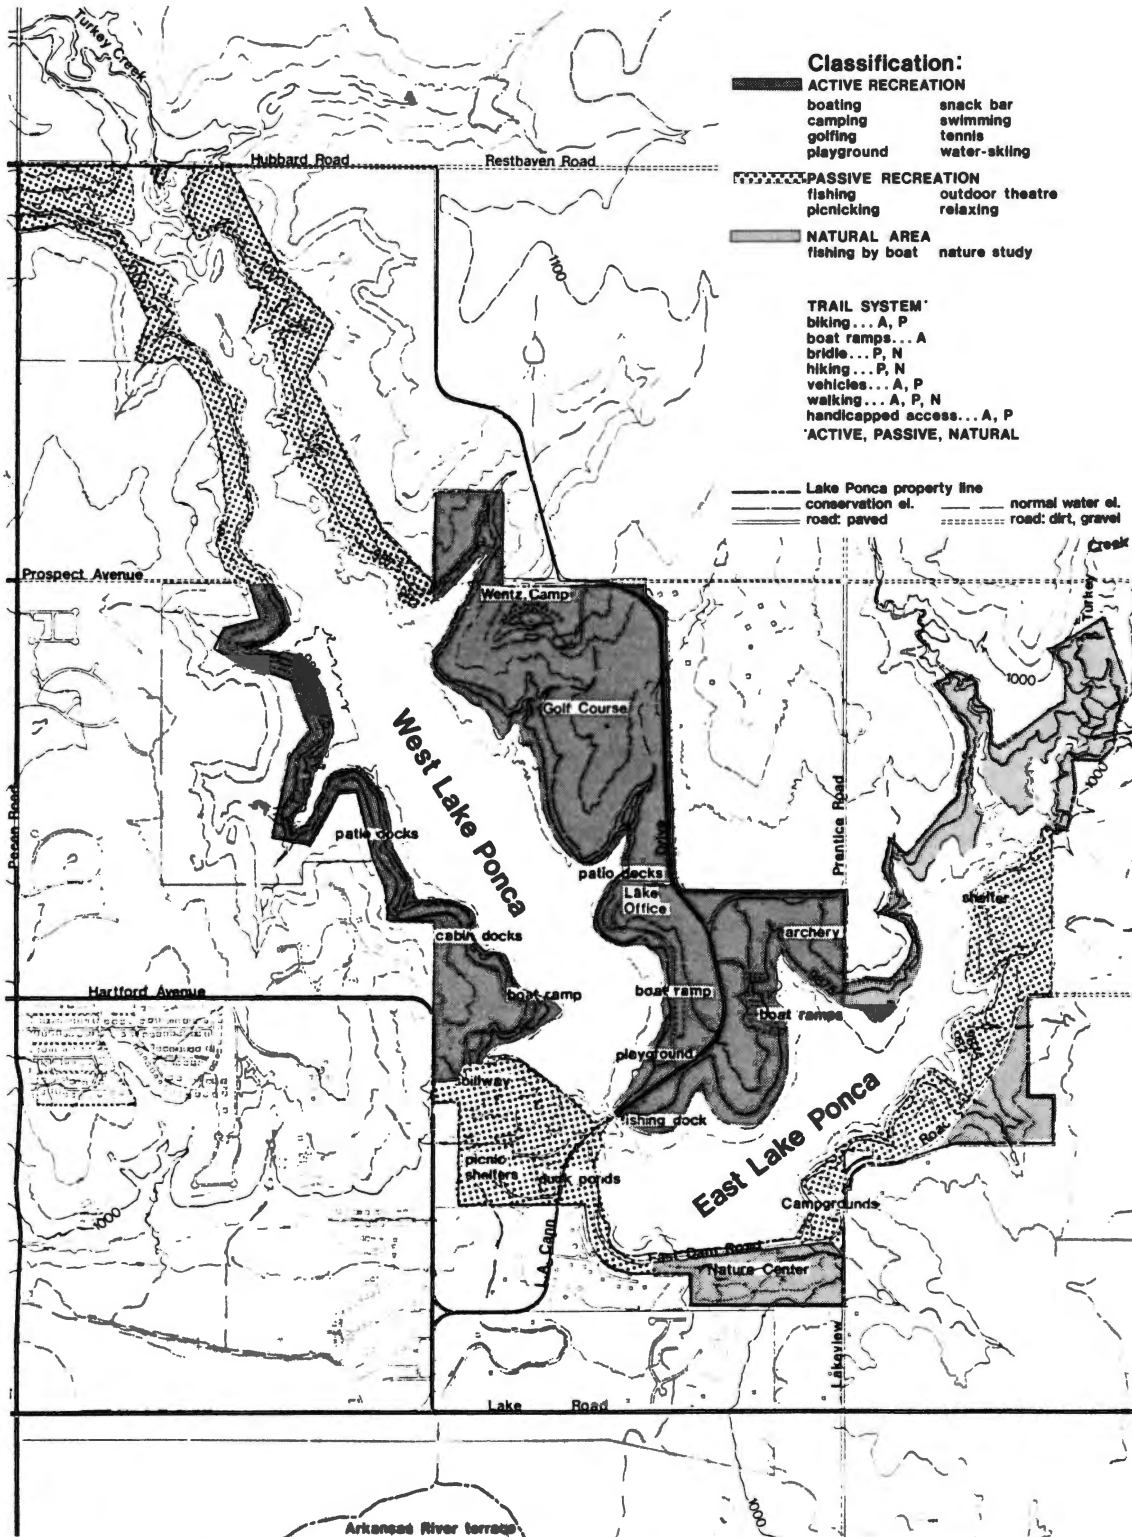 Turkey Creek
Hubbard Road
Resthaven Road
Classification:
ACTIVE RECREATION
boating snack bar
camping swimming
golfing tennis
playground water-skiing
PASSIVE RECREATION
fishing outdoor theatre
picnicking relaxing
NATURAL AREA
fishing by boat nature study
TRAIL SYSTEM*
biking...A, P
boat ramps...A
bridle...P, N
hiking...P, N
vehicles...A, P
walking...A, P, N
handicapped access...A, P
*ACTIVE, PASSIVE, NATURAL
Lake Ponca property line
conservation el. normal water el.
road: paved road: dirt, gravel
1100
1000
1000
Prospect Avenue
Wentz Camp
Turkey Creek
1000
1000
Golf Course
West Lake Ponca
Pecan Road
Prentice Road
patio docks
Drive
patio docks
Lake
Office
shelter
archery
cabin docks
boat ramp
boat ramp
boat ramps
Hartford Avenue
playground
spillway
fishing dock
East Lake Ponca
Road
picnic
shelters
duck ponds
Campgrounds
1000
L.A. Cann
East Dam Road
Nature Center
Lakeview
Lake Road
1000
Arkansas River terrace